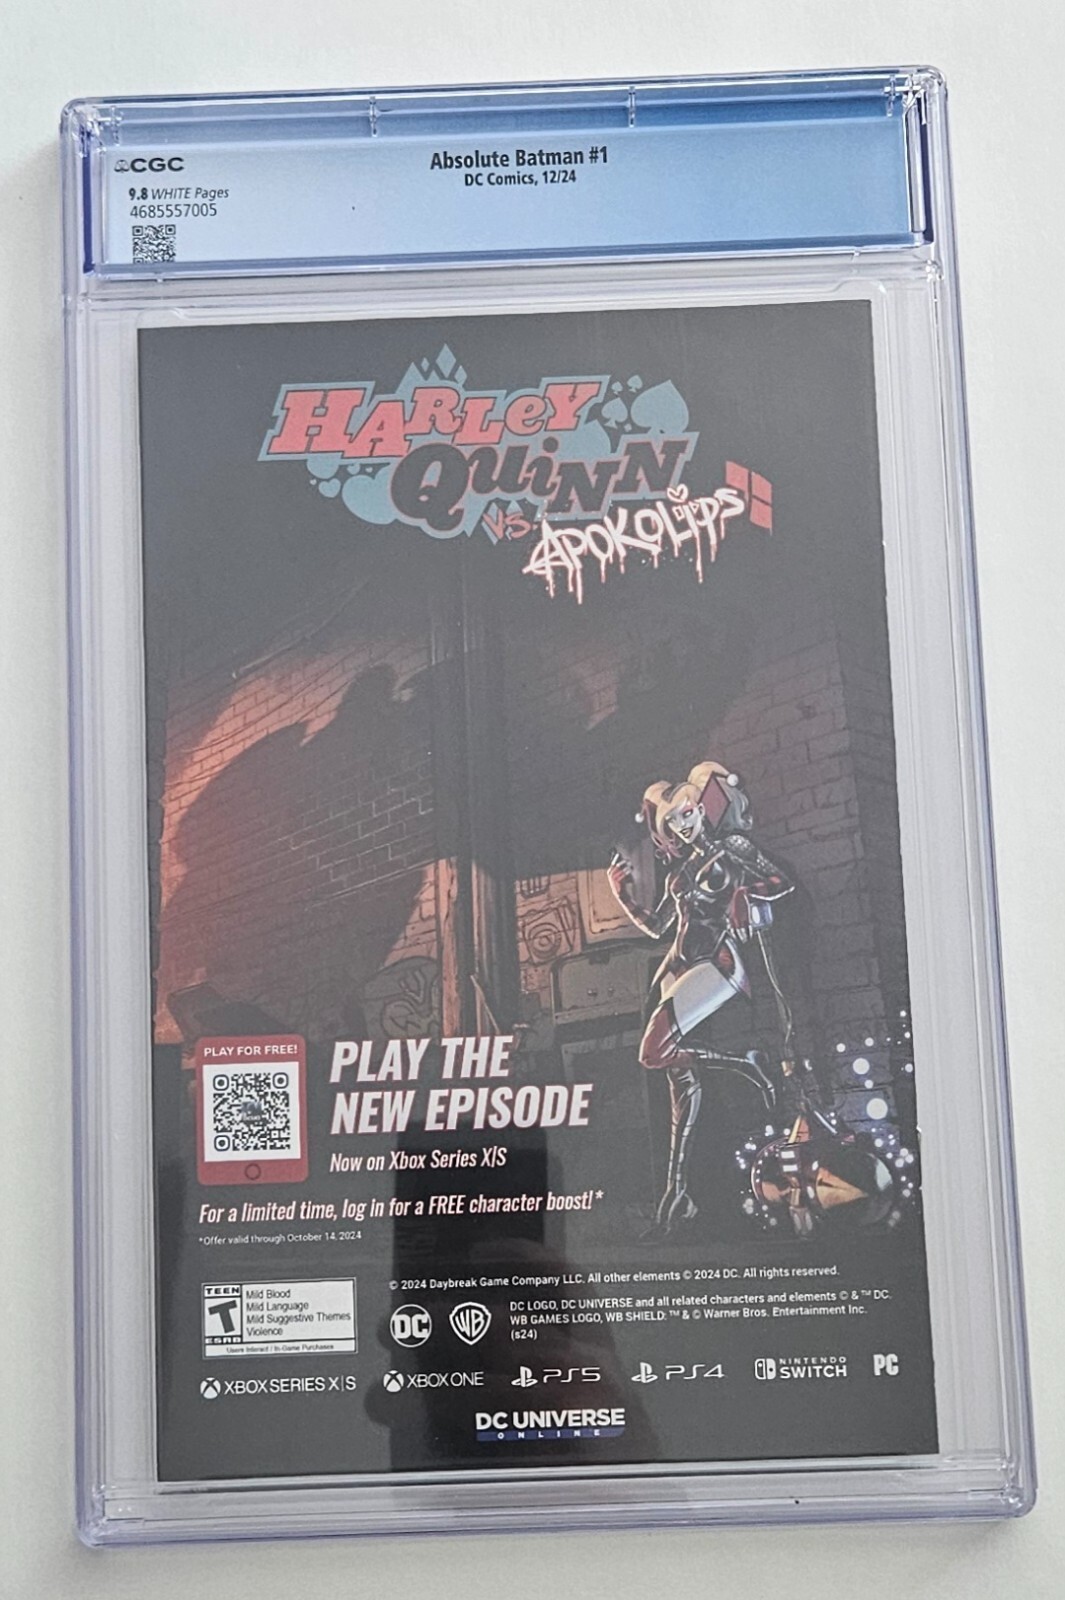 CGC
Absolute Batman #1
DC Comics, 12/24
9.8 WHITE Pages
4685557005
HARLEY
QUINN
VS. APOKOLIPS
PLAY FOR FREE!
PLAY THE
NEW EPISODE
Now on Xbox Series X|S
For a limited time, log in for a FREE character boost!*
*Offer valid through October 14, 2024
TEEN
T
ESRB
Mild Blood
Mild Language
Mild Suggestive Themes
Violence
Users Interact / In-Game Purchases
© 2024 Daybreak Game Company LLC. All other elements © 2024 DC. All rights reserved.
DC
WB
DC LOGO, DC UNIVERSE and all related characters and elements © & ™ DC.
WB GAMES LOGO, WB SHIELD: ™ & © Warner Bros. Entertainment Inc.
(s24)
XBOX SERIES X|S
XBOX ONE
PS5
PS4
NINTENDO
SWITCH
PC
DC UNIVERSE
ONLINE